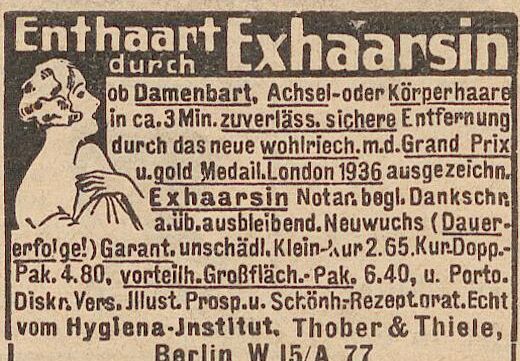 Enthaart
durch Exhaarsin
ob Damenbart, Achsel- oder Körperhaare
in ca. 3 Min. zuverläss. sichere Entfernung
durch das neue wohlriech. m. d. Grand Prix
u. gold Medail. London 1936 ausgezeichn.
Exhaarsin Notar. begl. Dankschr.
a. üb. ausbleibend. Neuwuchs (Dauer-
erfolge!) Garant. unschädl. Klein-Kur 2.65. Kur-Dopp.-
Pak. 4.80, vorteilh. Großfläch.-Pak. 6.40, u. Porto.
Diskr. Vers. Jllust. Prosp. u. Schönh.-Rezept. grat. Echt
vom Hygiena-Jnstitut, Thober & Thiele,
Berlin W 15/A 77